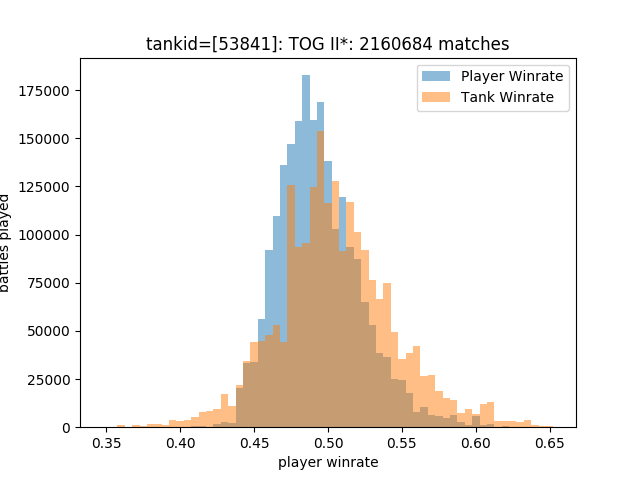 tankid=[53841]: TOG II*: 2160684 matches
Player Winrate
Tank Winrate
175000
150000
125000
100000
75000
50000
25000
0
battles played
0.35 0.40 0.45 0.50 0.55 0.60 0.65
player winrate